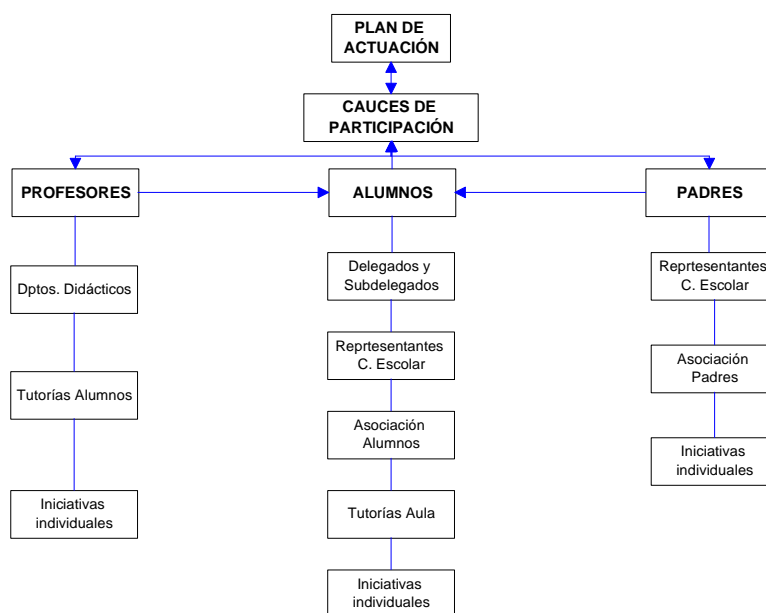 PLAN DE
ACTUACIÓN
CAUCES DE
PARTICIPACIÓN
PROFESORES
ALUMNOS
PADRES
Dptos. Didácticos
Tutorías Alumnos
Iniciativas
individuales
Delegados y
Subdelegados
Reprtesentantes
C. Escolar
Asociación
Alumnos
Tutorías Aula
Iniciativas
individuales
Reprtesentantes
C. Escolar
Asociación
Padres
Iniciativas
individuales